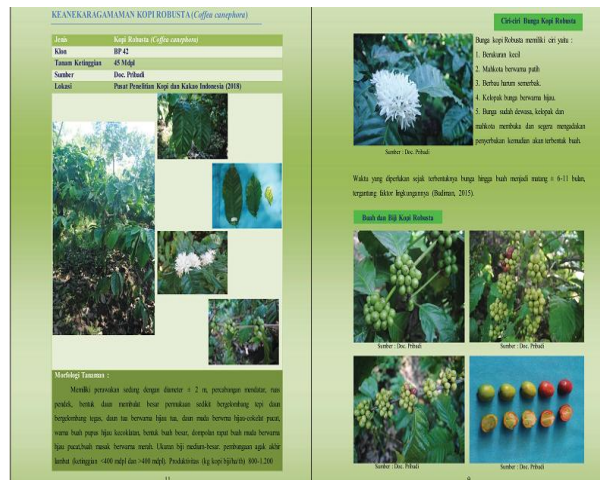 KEANEKARAGAMAMAN KOPI ROBUSTA (Coffea canephora)
Jenis Kopi Robusta (Coffea canephora)
Klon BP 42
Tanam Ketinggian 45 Mdpl
Sumber Doc. Pribadi
Lokasi Pusat Penelitian Kopi dan Kakao Indonesia (2018)
Morfologi Tanaman :
Memiliki perawakan sedang dengan diameter ± 2 m, percabangan mendatar, ruas
pendek, bentuk daun membulat besar permukaan sedikit bergelombang tepi daun
bergelombang tegas, daun tua berwarna hijau tua, daun muda berwrna hijau-cokelat pucat,
warna buah pupus hijau kecoklatan, bentuk buah besar, dompolan rapat buah muda berwarna
hijau pucat,buah masak berwarna merah. Ukuran biji medium-besar. pembungaan agak akhir
lambat (ketinggian <400 mdpl dan >400 mdpl). Produktivitas (kg kopi biji/ha/th) 800-1.200
11
Ciri-ciri Bunga Kopi Robusta
Bunga kopi Robusta memiliki ciri yaitu :
1. Berukuran kecil
2. Mahkota berwarna putih
3. Berbau harum semerbak.
4. Kelopak bunga berwarna hijau.
5. Bunga sudah dewasa, kelopak dan
mahkota membuka dan segera mengadakan
penyerbukan kemudian akan terbentuk buah.
Sumber : Doc. Pribadi
Waktu yang diperlukan sejak terbentuknya bunga hingga buah menjadi matang ± 6-11 bulan,
tergantung faktor lingkungannya (Budiman, 2015).
Buah dan Biji Kopi Robusta
Sumber : Doc. Pribadi
Sumber : Doc. Pribadi
Sumber : Doc. Pribadi
Sumber : Doc. Pribadi